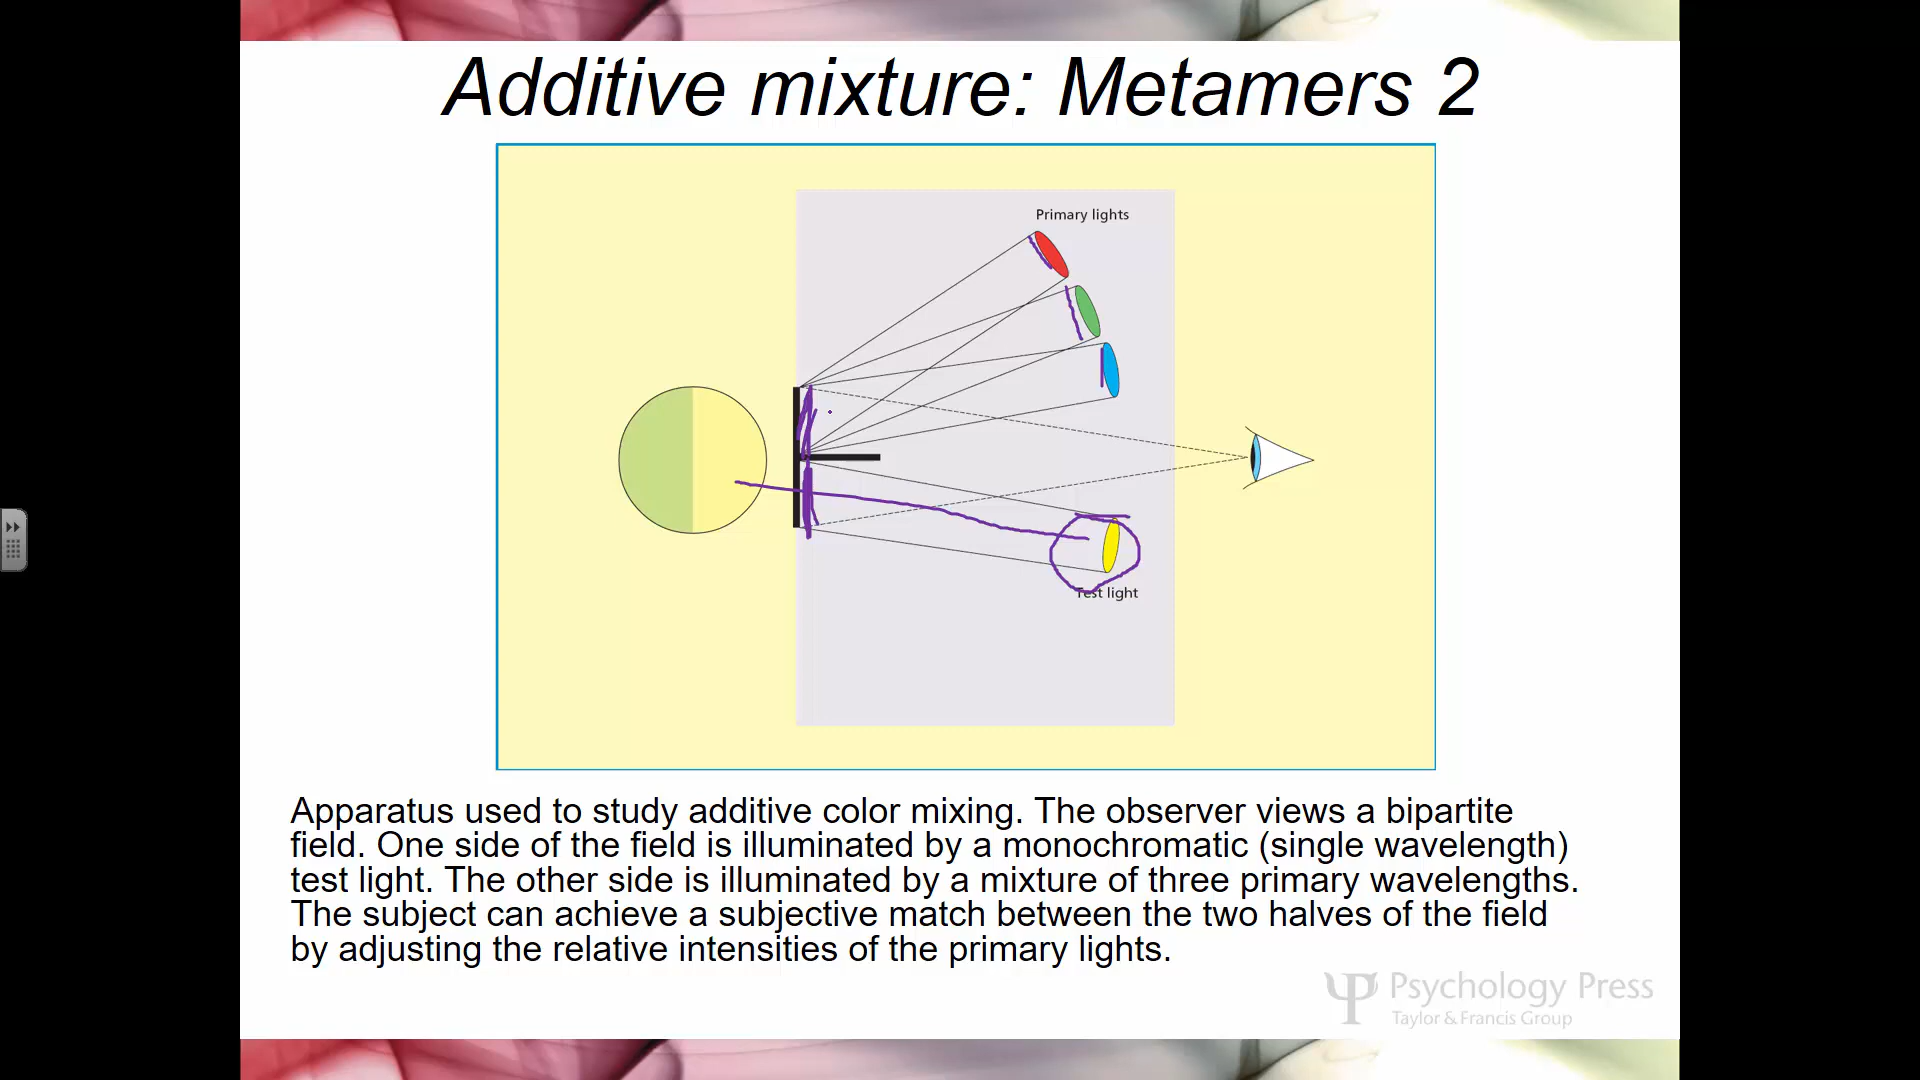 Additive mixture: Metamers 2
Primary lights
Test light
Apparatus used to study additive color mixing. The observer views a bipartite
field. One side of the field is illuminated by a monochromatic (single wavelength)
test light. The other side is illuminated by a mixture of three primary wavelengths.
The subject can achieve a subjective match between the two halves of the field
by adjusting the relative intensities of the primary lights.
Psychology Press
Taylor & Francis Group